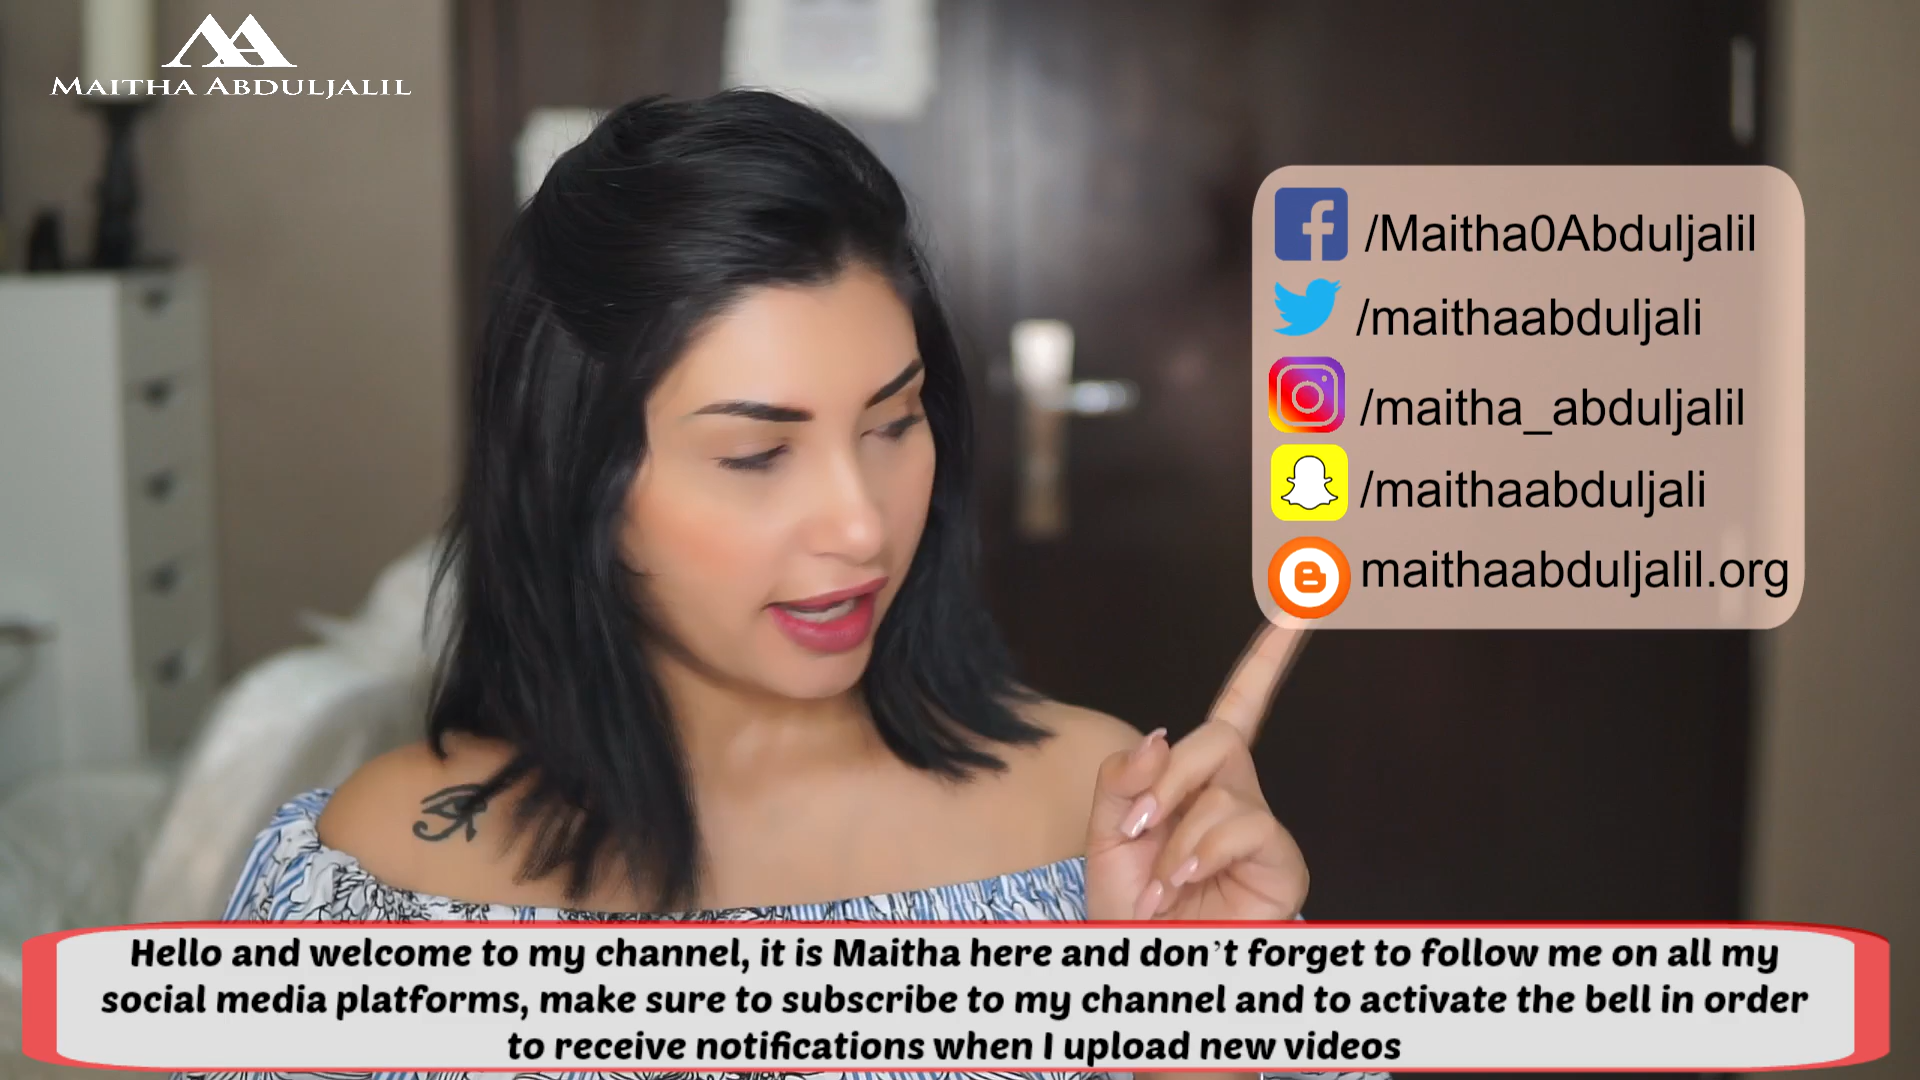 MAITHA ABDULJALIL
/Maitha0Abduljalil
/maithaabduljali
/maitha_abduljalil
/maithaabduljali
maithaabduljalil.org
Hello and welcome to my channel, it is Maitha here and don't forget to follow me on all my
social media platforms, make sure to subscribe to my channel and to activate the bell in order
to receive notifications when I upload new videos